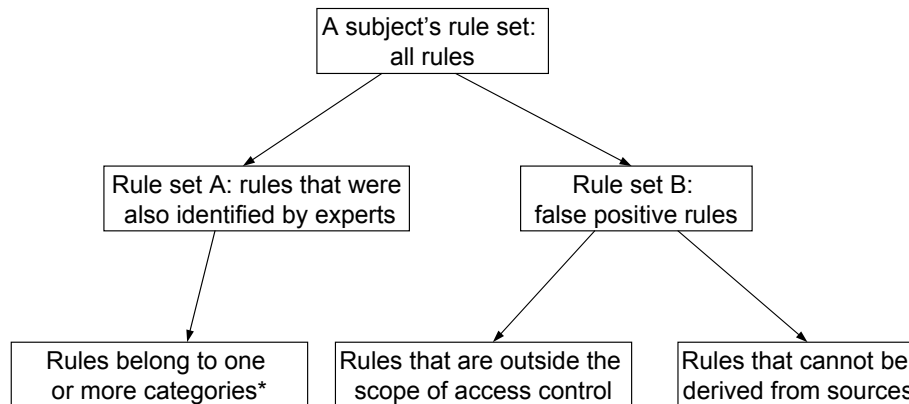 A subject’s rule set:
all rules
Rule set A: rules that were
also identified by experts
Rule set B:
false positive rules
Rules belong to one
or more categories*
Rules that are outside the
scope of access control
Rules that cannot be
derived from sources